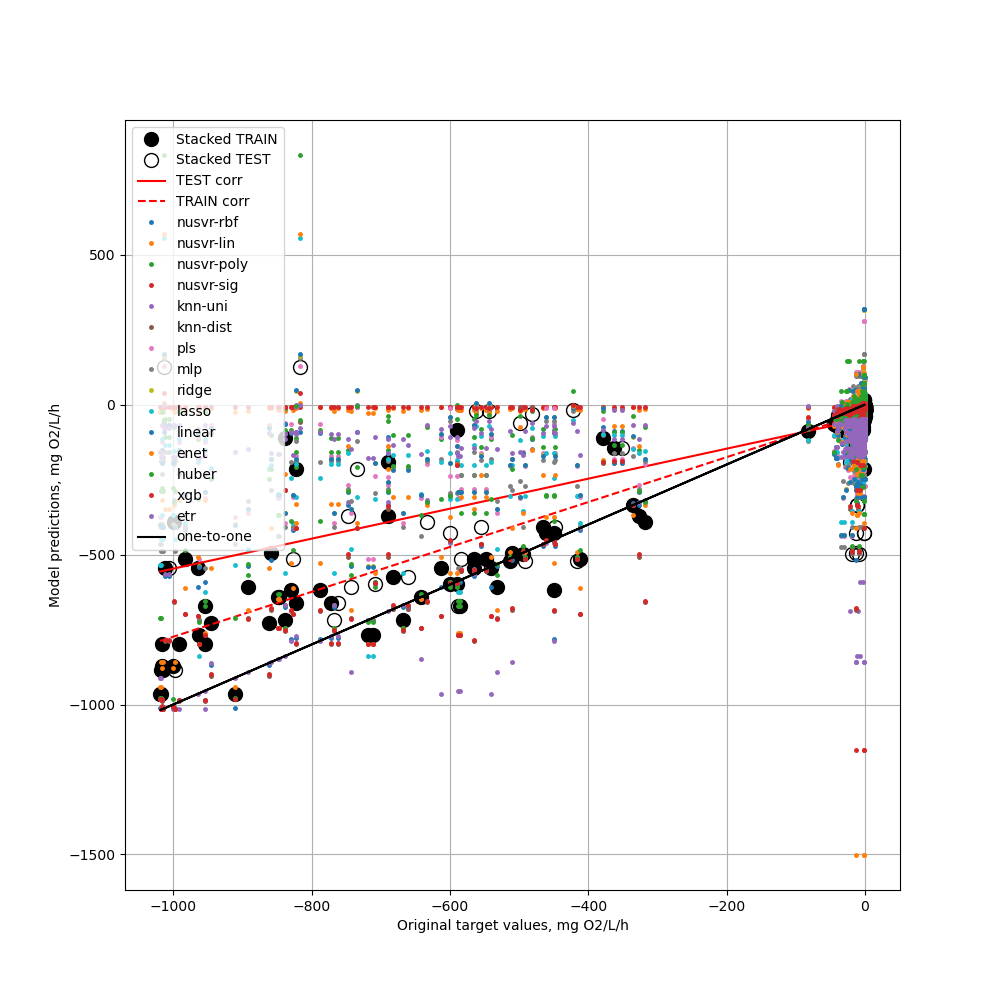 Stacked TRAIN
Stacked TEST
TEST corr
TRAIN corr
nusvr-rbf
nusvr-lin
nusvr-poly
nusvr-sig
knn-uni
knn-dist
pls
mlp
ridge
lasso
linear
enet
huber
xgb
etr
one-to-one
500
0
−500
−1000
−1500
Model predictions, mg O2/L/h
−1000 −800 −600 −400 −200 0
Original target values, mg O2/L/h